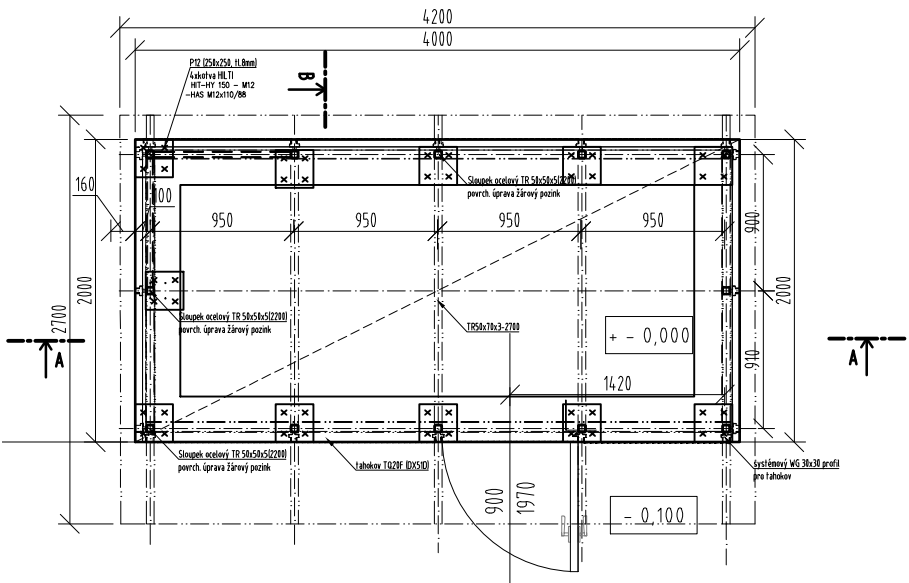 4200
4000
P12 (250x250, tl.8mm)
4xkotva HILTI
HIT-HY 150 - M12
-HAS M12x110/88
B
160
100
Sloupek ocelový TR 50x50x5(2200)
povrch. úprava žárový pozink
950
950
950
950
900
2700
2000
2000
Sloupek ocelový TR 50x50x5(2200)
povrch. úprava žárový pozink
TR50x70x3-2700
+ - 0,000
A
A
910
1420
Sloupek ocelový TR 50x50x5(2200)
povrch. úprava žárový pozink
tahokov TQ20F (DX51D)
systémový WG 30x30 profil
pro tahokov
900
1970
- 0,100